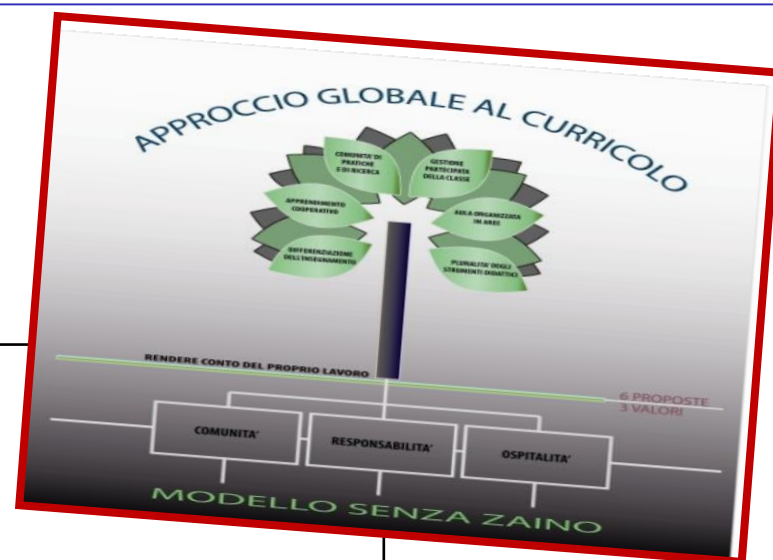 APPROCCIO GLOBALE AL CURRICOLO
COMUNITA' DI
PRATICHE
E DI RICERCA
GESTIONE
PARTECIPATA
DELLA CLASSE
APPRENDIMENTO
COOPERATIVO
AULA ORGANIZZATA
IN AREE
DIFFERENZIAZIONE
DELL'INSEGNAMENTO
PLURALITA' DEGLI
STRUMENTI DIDATTICI
RENDERE CONTO DEL PROPRIO LAVORO
6 PROPOSTE
3 VALORI
COMUNITA'
RESPONSABILITA'
OSPITALITA'
MODELLO SENZA ZAINO